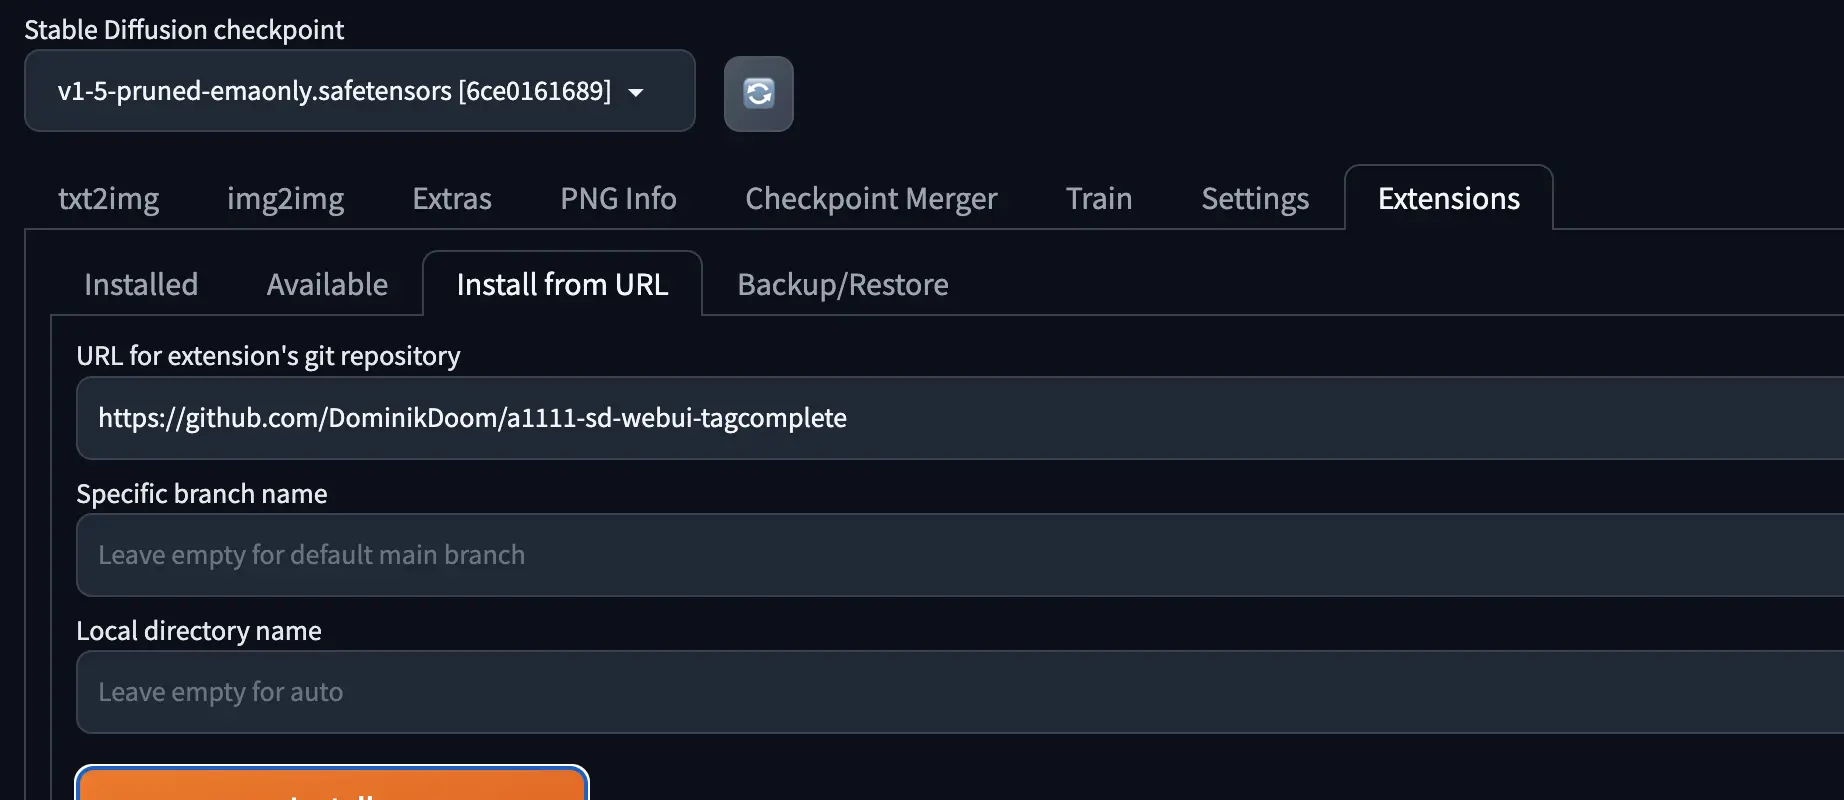 Stable Diffusion checkpoint
v1-5-pruned-emaonly.safetensors [6ce0161689]
txt2img img2img Extras PNG Info Checkpoint Merger Train Settings Extensions
Installed Available Install from URL Backup/Restore
URL for extension's git repository
https://github.com/DominikDoom/a1111-sd-webui-tagcomplete
Specific branch name
Leave empty for default main branch
Local directory name
Leave empty for auto